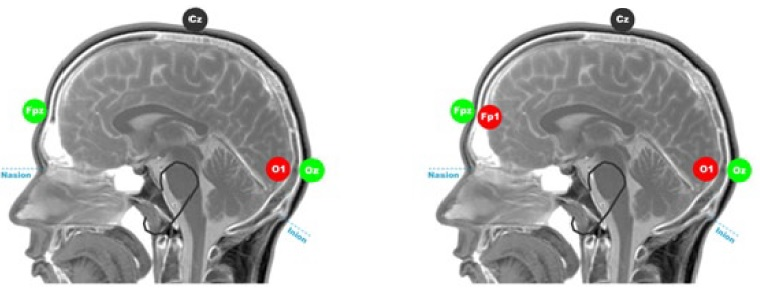 Cz
Fpz
O1
Oz
Nasion
Inion
Cz
Fpz
Fp1
O1
Oz
Nasion
Inion